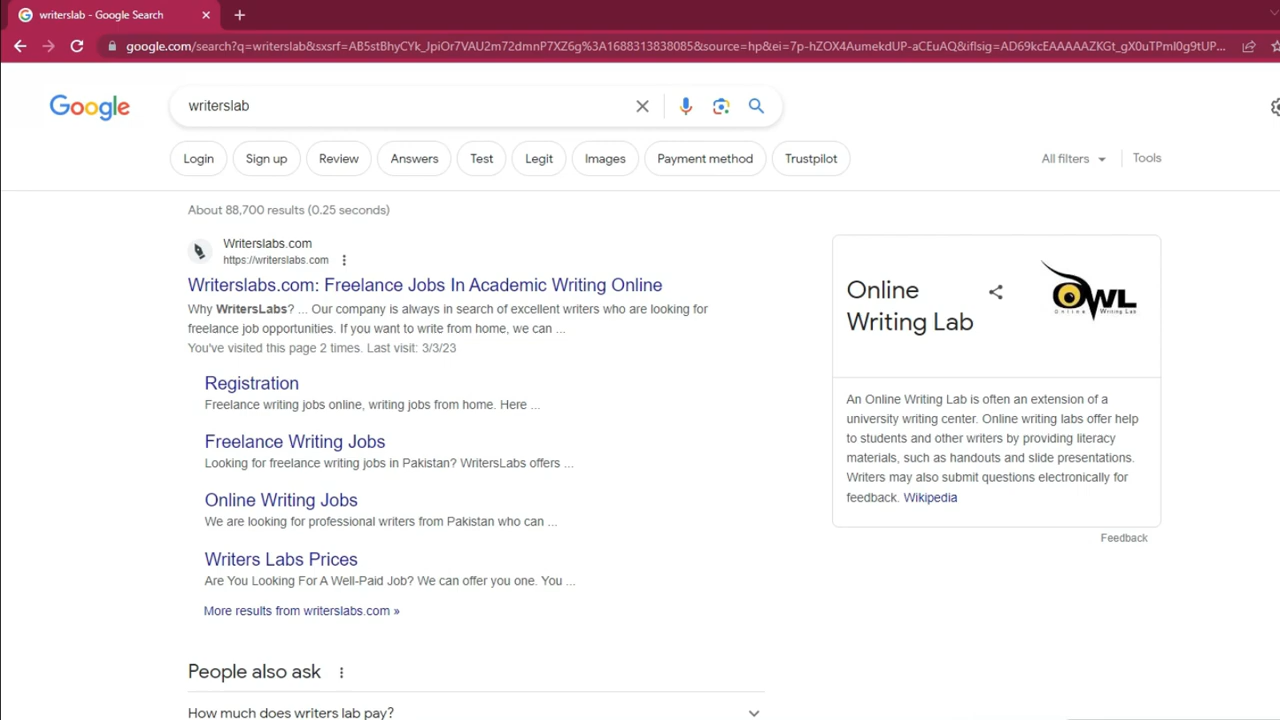 writerslab - Google Search
google.com/search?q=writerslab&sxsrf=AB5stBhyCYk_JpiOr7VAU2m72dmnP7XZ6g%3A1688313838085&source=hp&ei=7p-hZOX4AumekdUP-aCEuAQ&iflsig=AD69kcEAAAAAZKGt_gX0uTPmI0g9tUP...
Google
writerslab
Login
Sign up
Review
Answers
Test
Legit
Images
Payment method
Trustpilot
All filters
Tools
About 88,700 results (0.25 seconds)
Writerslabs.com
https://writerslabs.com
Writerslabs.com: Freelance Jobs In Academic Writing Online
Why WritersLabs? ... Our company is always in search of excellent writers who are looking for
freelance job opportunities. If you want to write from home, we can ...
You've visited this page 2 times. Last visit: 3/3/23
Registration
Freelance writing jobs online, writing jobs from home. Here ...
Freelance Writing Jobs
Looking for freelance writing jobs in Pakistan? WritersLabs offers ...
Online Writing Jobs
We are looking for professional writers from Pakistan who can ...
Writers Labs Prices
Are You Looking For A Well-Paid Job? We can offer you one. You ...
More results from writerslabs.com »
People also ask
How much does writers lab pay?
Online
Writing Lab
OWL
Online Writing Lab
An Online Writing Lab is often an extension of a
university writing center. Online writing labs offer help
to students and other writers by providing literacy
materials, such as handouts and slide presentations.
Writers may also submit questions electronically for
feedback. Wikipedia
Feedback